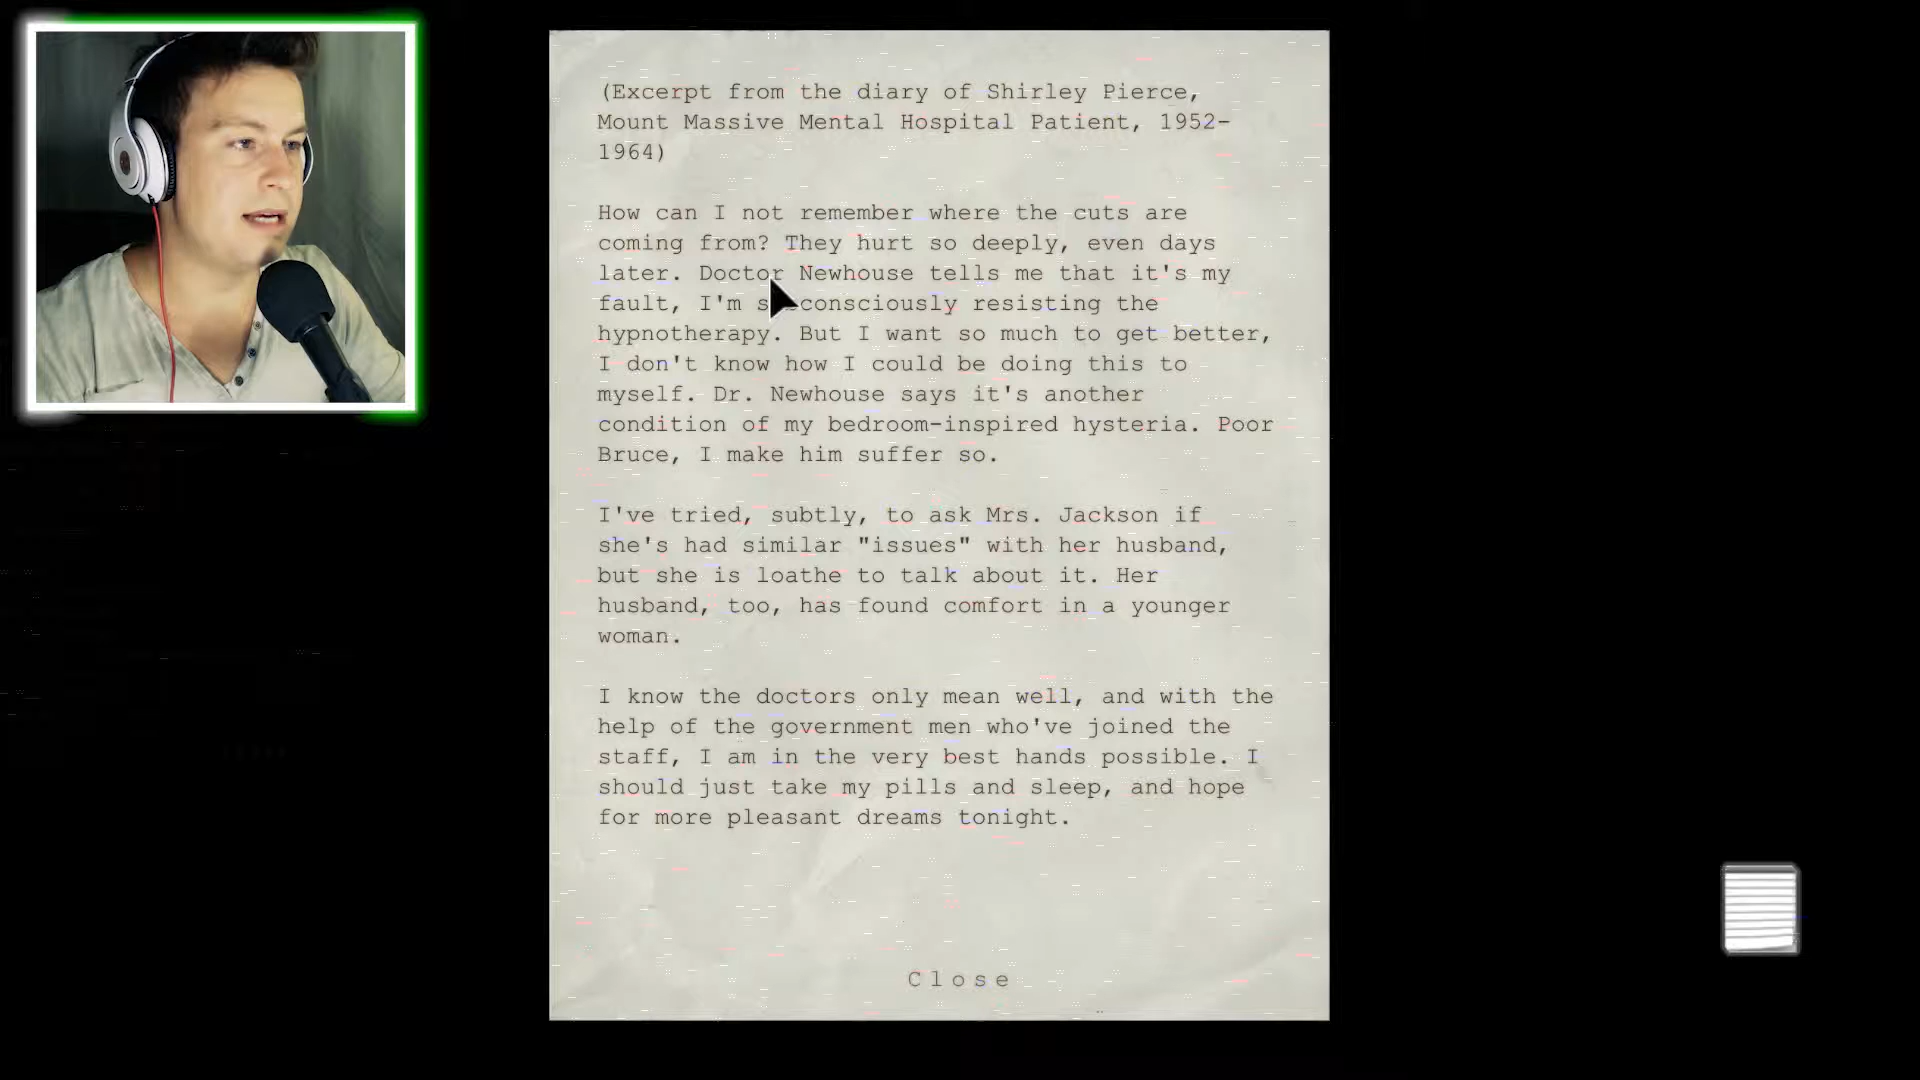 (Excerpt from the diary of Shirley Pierce,
Mount Massive Mental Hospital Patient, 1952-
1964)
How can I not remember where the cuts are
coming from? They hurt so deeply, even days
later. Doctor Newhouse tells me that it's my
fault, I'm subconsciously resisting the
hypnotherapy. But I want so much to get better,
I don't know how I could be doing this to
myself. Dr. Newhouse says it's another
condition of my bedroom-inspired hysteria. Poor
Bruce, I make him suffer so.
I've tried, subtly, to ask Mrs. Jackson if
she's had similar "issues" with her husband,
but she is loathe to talk about it. Her
husband, too, has found comfort in a younger
woman.
I know the doctors only mean well, and with the
help of the government men who've joined the
staff, I am in the very best hands possible. I
should just take my pills and sleep, and hope
for more pleasant dreams tonight.
Close